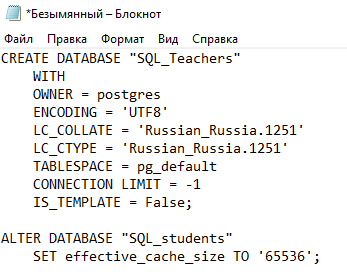 *Безымянный – Блокнот
Файл Правка Формат Вид Справка
CREATE DATABASE "SQL_Teachers"
WITH
OWNER = postgres
ENCODING = 'UTF8'
LC_COLLATE = 'Russian_Russia.1251'
LC_CTYPE = 'Russian_Russia.1251'
TABLESPACE = pg_default
CONNECTION LIMIT = -1
IS_TEMPLATE = False;
ALTER DATABASE "SQL_students"
SET effective_cache_size TO '65536';